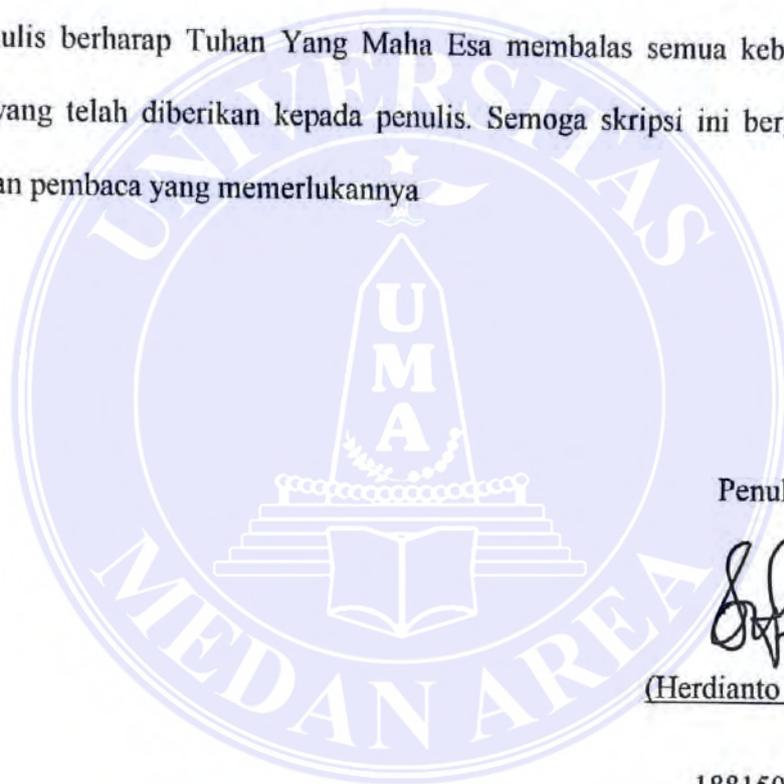 ulis berharap Tuhan Yang Maha Esa membalas semua keb
yang telah diberikan kepada penulis. Semoga skripsi ini ber
an pembaca yang memerlukannya
UNIVERSITAS
U
M
A
MEDAN AREA
Penul
(Herdianto